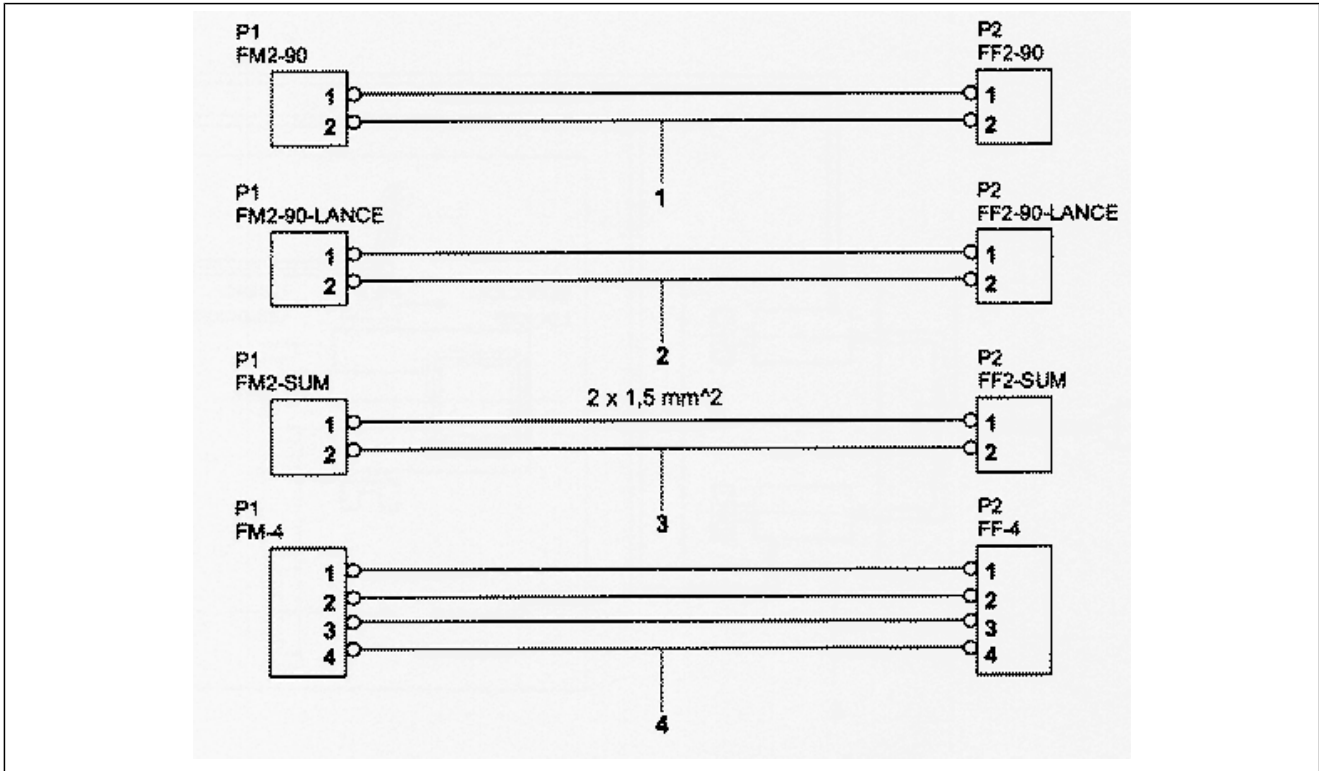 P1
FM2-90
1
2
P2
FF2-90
1
2
1
P1
FM2-90-LANCE
1
2
P2
FF2-90-LANCE
1
2
2
P1
FM2-SUM
1
2
2 x 1,5 mm^2
P2
FF2-SUM
1
2
3
P1
FM-4
1
2
3
4
P2
FF-4
1
2
3
4
4